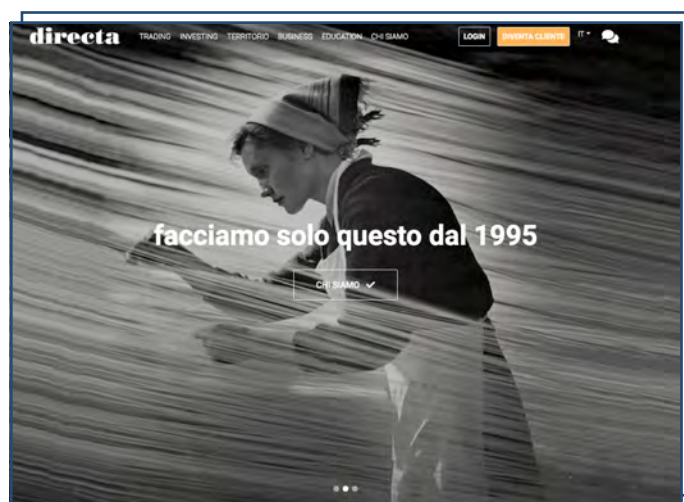 directa TRADING INVESTING TERRITORIO BUSINESS EDUCATION CHI SIAMO LOGIN DIVENTA CLIENTE IT
facciamo solo questo dal 1995
CHI SIAMO